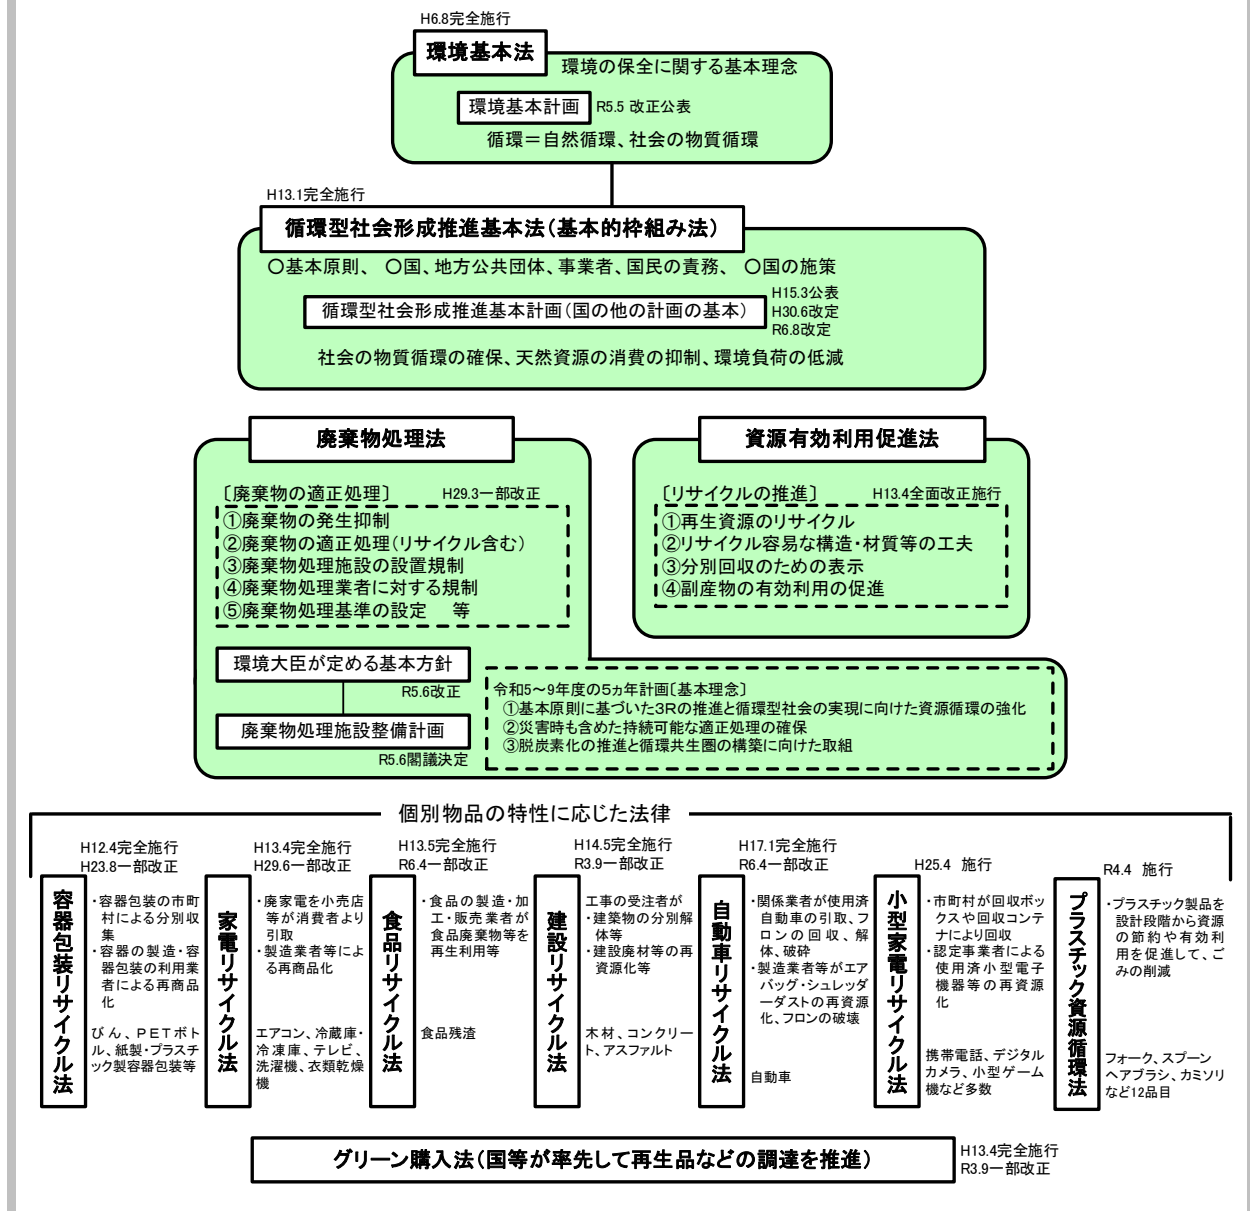 H6.8完全施行
環境基本法
環境の保全に関する基本理念
環境基本計画
R5.5 改正公表
循環＝自然循環、社会の物質循環
H13.1完全施行
循環型社会形成推進基本法（基本的枠組み法）
〇基本原則、 〇国、地方公共団体、事業者、国民の責務、 〇国の施策
循環型社会形成推進基本計画（国の他の計画の基本）
H15.3公表
H30.6改定
R6.8改定
社会の物質循環の確保、天然資源の消費の抑制、環境負荷の低減
廃棄物処理法
〔廃棄物の適正処理〕
H29.3一部改正
①廃棄物の発生抑制
②廃棄物の適正処理（リサイクル含む）
③廃棄物処理施設の設置規制
④廃棄物処理業者に対する規制
⑤廃棄物処理基準の設定 等
環境大臣が定める基本方針
R5.6改正
廃棄物処理施設整備計画
R5.6閣議決定
令和5～9年度の5ヵ年計画〔基本理念〕
①基本原則に基づいた3Rの推進と循環型社会の実現に向けた資源循環の強化
②災害時も含めた持続可能な適正処理の確保
③脱炭素化の推進と循環共生圏の構築に向けた取組
資源有効利用促進法
〔リサイクルの推進〕
H13.4全面改正施行
①再生資源のリサイクル
②リサイクル容易な構造・材質等の工夫
③分別回収のための表示
④副産物の有効利用の促進
個別物品の特性に応じた法律
H12.4完全施行
H23.8一部改正
容器包装リサイクル法
・容器包装の市町
村による分別収
集
・容器の製造・容
器包装の利用業
者による再商品
化
びん、ＰＥＴボト
ル、紙製・プラスチ
ック製容器包装等
H13.4完全施行
H29.6一部改正
家電リサイクル法
・廃家電を小売店
等が消費者より
引取
・製造業者等によ
る再商品化
エアコン、冷蔵庫・
冷凍庫、テレビ、
洗濯機、衣類乾燥
機
H13.5完全施行
R6.4一部改正
食品リサイクル法
・食品の製造・加
工・販売業者が
食品廃棄物等を
再生利用等
食品残渣
H14.5完全施行
R3.9一部改正
建設リサイクル法
工事の受注者が
・建築物の分別解
体等
・建設廃材等の再
資源化等
木材、コンクリー
ト、アスファルト
H17.1完全施行
R6.4一部改正
自動車リサイクル法
・関係業者が使用済
自動車の引取、フ
ロンの回収、解
体、破砕
・製造業者等がエア
バッグ・シュレッダ
ーダストの再資源
化、フロンの破壊
自動車
H25.4 施行
小型家電リサイクル法
・市町村が回収ボッ
クスや回収コンテ
ナにより回収
・認定事業者による
使用済小型電子
機器等の再資源
化
携帯電話、デジタル
カメラ、小型ゲーム
機など多数
R4.4 施行
プラスチック資源循環法
・プラスチック製品を
設計段階から資源
の節約や有効利
用を促進して、ご
みの削減
フォーク、スプーン
ヘアブラシ、カミソリ
など12品目
グリーン購入法（国等が率先して再生品などの調達を推進）
H13.4完全施行
R3.9一部改正